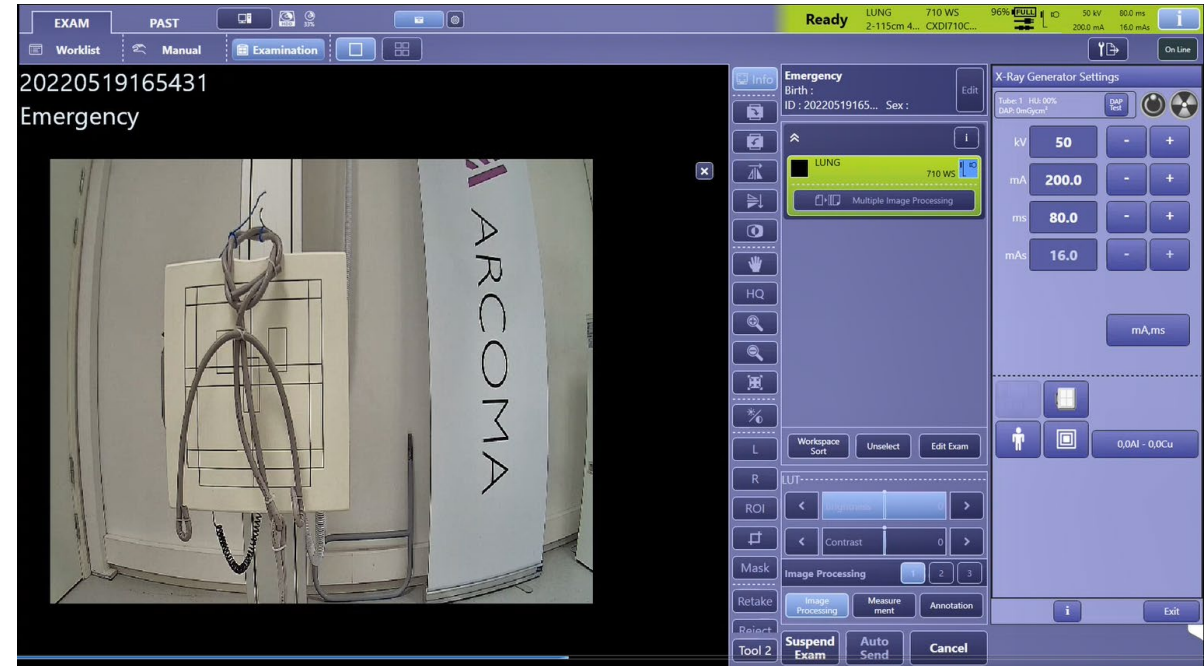 EXAM
PAST
Ready
LUNG
710 WS
2-115cm 4...
CXDI710C...
96%
FULL
50 kV
80.0 ms
200.0 mA
16.0 mAs
i
Worklist
Manual
Examination
On Line
20220519165431
Emergency
ARCOMA
Info
HQ
L
R
ROI
Mask
Retake
Reject
Tool 2
Emergency
Birth :
ID : 20220519165... Sex :
Edit
i
LUNG
710 WS
Multiple Image Processing
Workspace Sort
Unselect
Edit Exam
LUT
Brightness
0
Contrast
0
Image Processing
1
2
3
Image Processing
Measure ment
Annotation
Suspend Exam
Auto Send
Cancel
X-Ray Generator Settings
Tube: 1 HU: 00%
DAP: 0mGycm²
DAP Test
kV
50
-
+
mA
200.0
-
+
ms
80.0
-
+
mAs
16.0
-
+
mA,ms
0,0Al - 0,0Cu
i
Exit